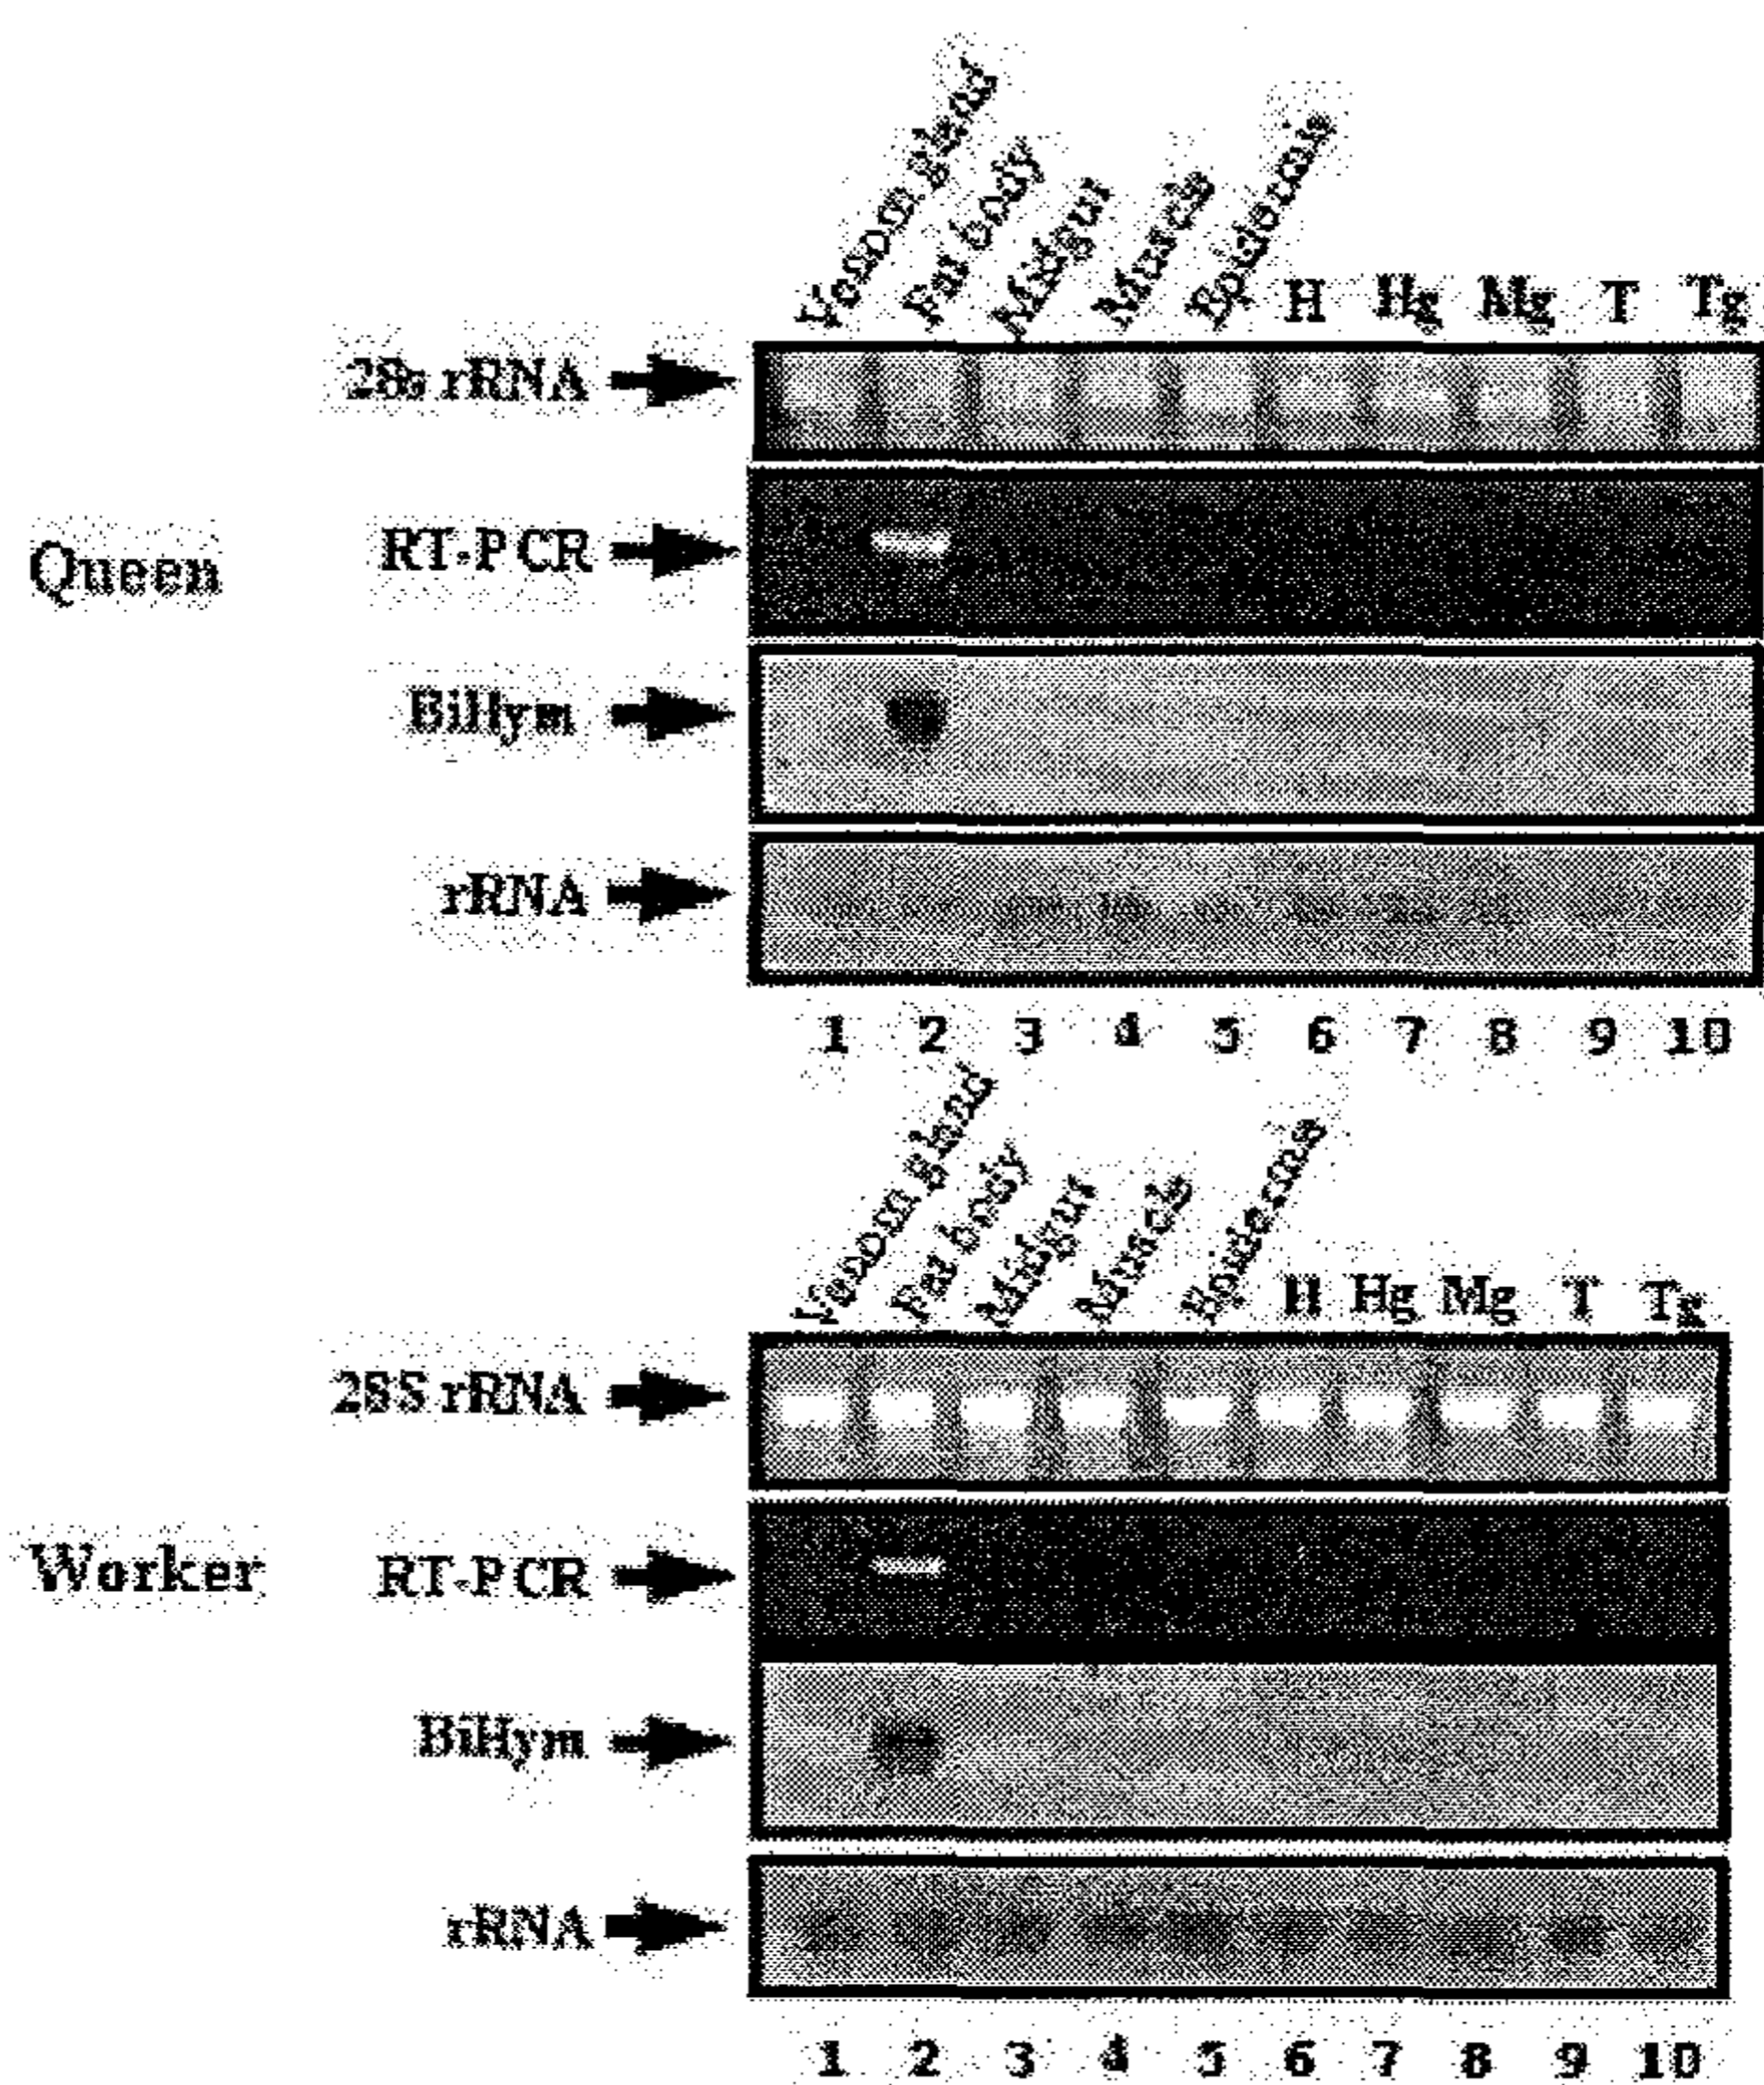 Venom gland
Fat body
Midgut
Muscle
Epidermis
H Hg Mg T Tg
28s rRNA
Queen
RT-PCR
BiHym
rRNA
1 2 3 4 5 6 7 8 9 10
Venom gland
Fat body
Midgut
Muscle
Epidermis
H Hg Mg T Tg
28S rRNA
Worker
RT-PCR
BiHym
rRNA
1 2 3 4 5 6 7 8 9 10